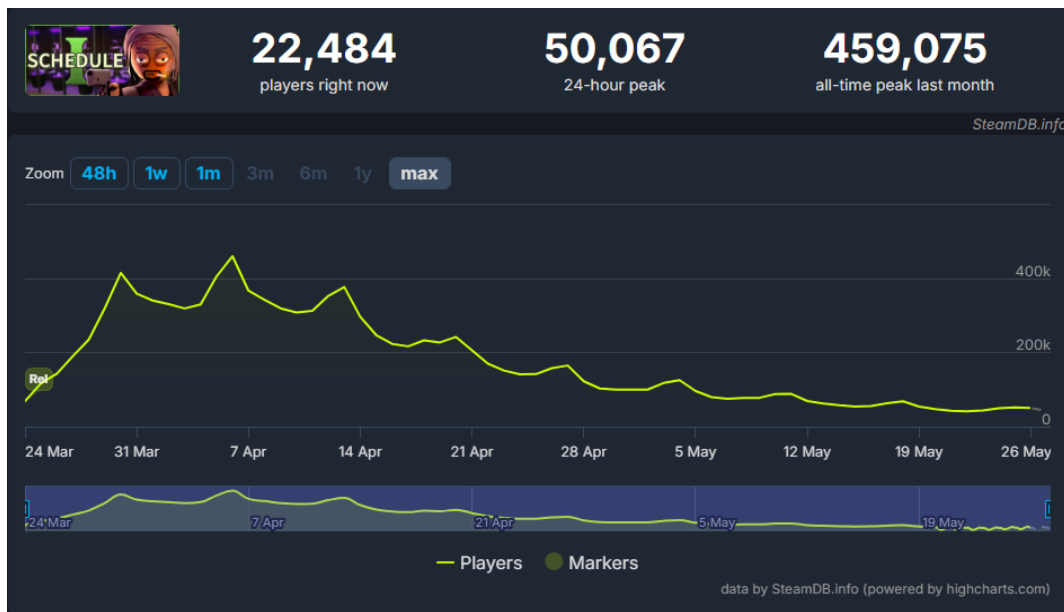 SCHEDULE I
22,484
players right now
50,067
24-hour peak
459,075
all-time peak last month
SteamDB.info
Zoom 48h 1w 1m 3m 6m 1y max
400k
200k
Rel
0
24 Mar 31 Mar 7 Apr 14 Apr 21 Apr 28 Apr 5 May 12 May 19 May 26 May
24 Mar 7 Apr 21 Apr 5 May 19 May
Players Markers
data by SteamDB.info (powered by highcharts.com)